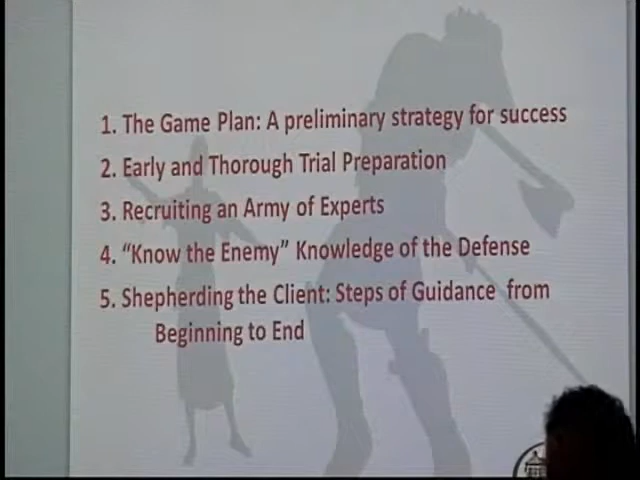 1. The Game Plan: A preliminary strategy for success
2. Early and Thorough Trial Preparation
3. Recruiting an Army of Experts
4. “Know the Enemy” Knowledge of the Defense
5. Shepherding the Client: Steps of Guidance from
Beginning to End